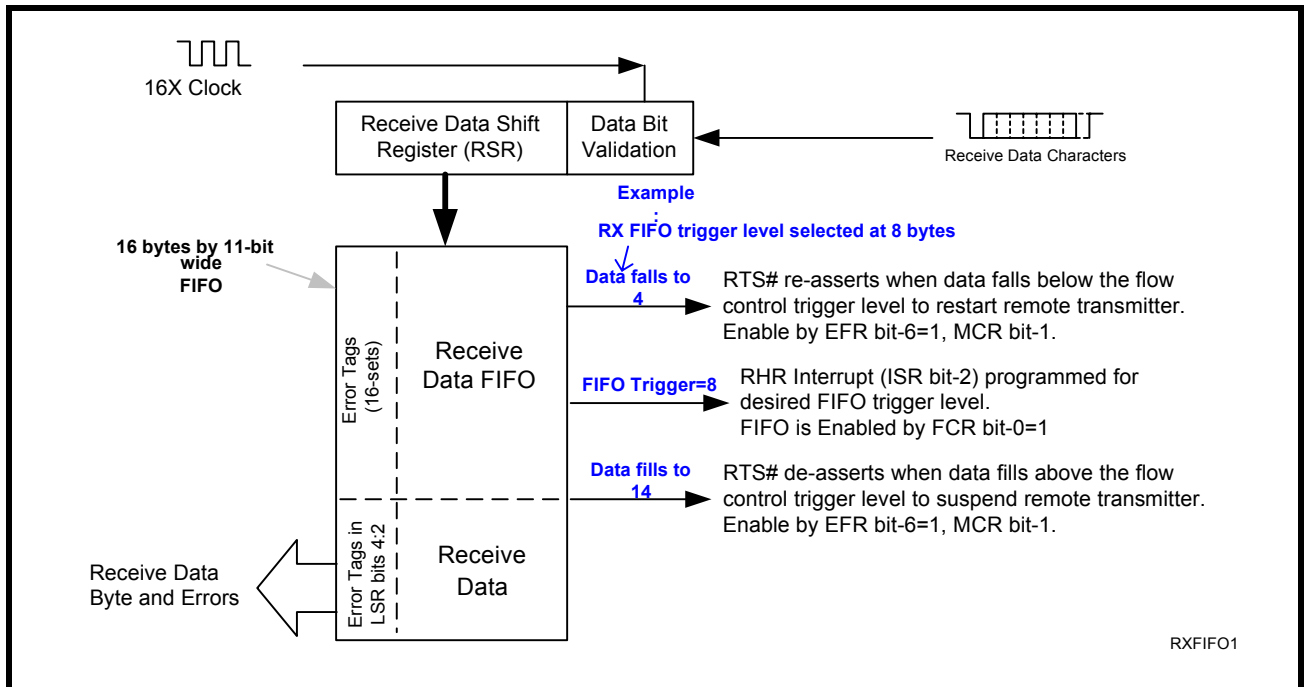 16X Clock
Receive Data Shift
Register (RSR)
Data Bit
Validation
Receive Data Characters
Example
:
RX FIFO trigger level selected at 8 bytes
16 bytes by 11-bit
wide
FIFO
Error Tags
(16-sets)
Receive
Data FIFO
Data falls to
4
RTS# re-asserts when data falls below the flow
control trigger level to restart remote transmitter.
Enable by EFR bit-6=1, MCR bit-1.
FIFO Trigger=8
RHR Interrupt (ISR bit-2) programmed for
desired FIFO trigger level.
FIFO is Enabled by FCR bit-0=1
Data fills to
14
RTS# de-asserts when data fills above the flow
control trigger level to suspend remote transmitter.
Enable by EFR bit-6=1, MCR bit-1.
Error Tags in
LSR bits 4:2
Receive
Data
Receive Data
Byte and Errors
RXFIFO1